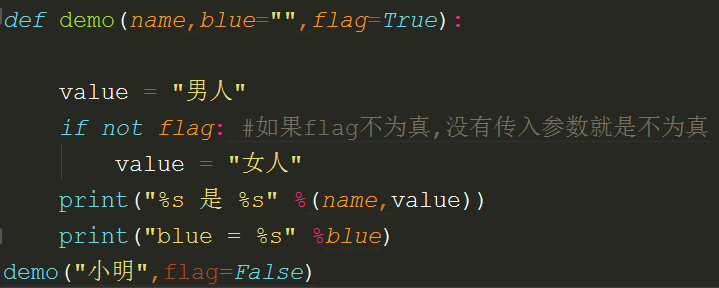 def demo(name,blue="",flag=True):
value = "男人"
if not flag: #如果flag不为真,没有传入参数就是不为真
value = "女人"
print("%s 是 %s" %(name,value))
print("blue = %s" %blue)
demo("小明",flag=False)